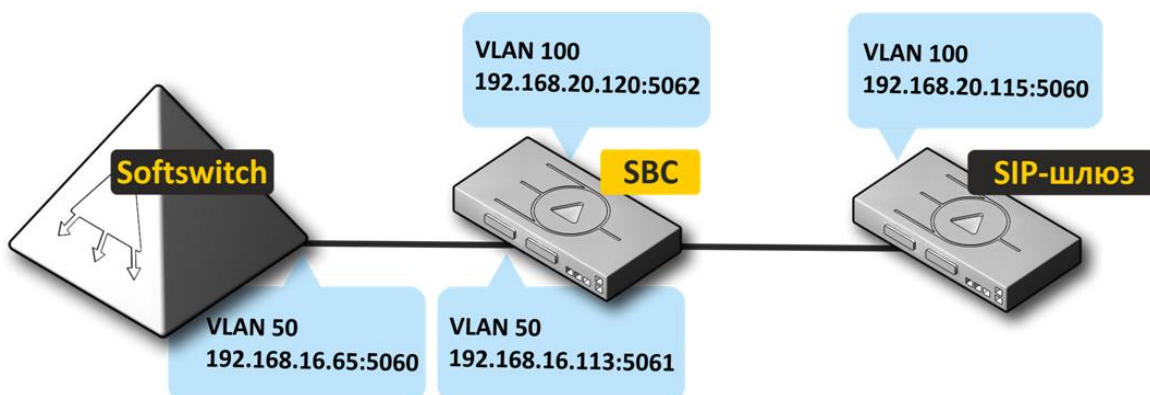 VLAN 100
192.168.20.120:5062
VLAN 100
192.168.20.115:5060
Softswitch
SBC
SIP-шлюз
VLAN 50
192.168.16.65:5060
VLAN 50
192.168.16.113:5061